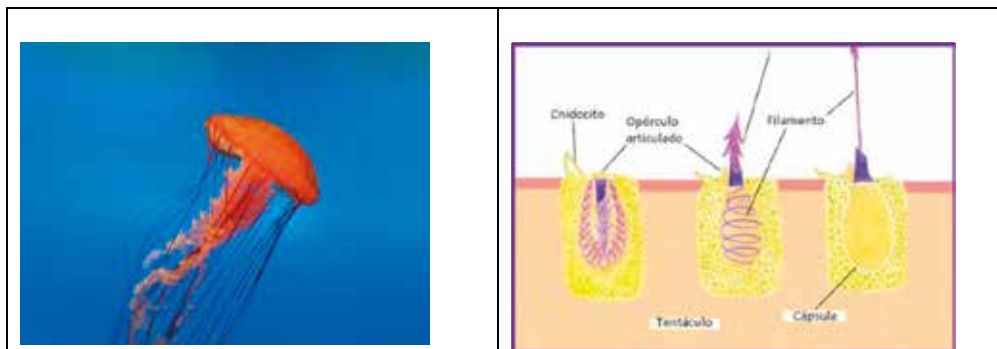 Cnidocito
Opérculo
articulado
Filamento
Tentáculo
Cápsula